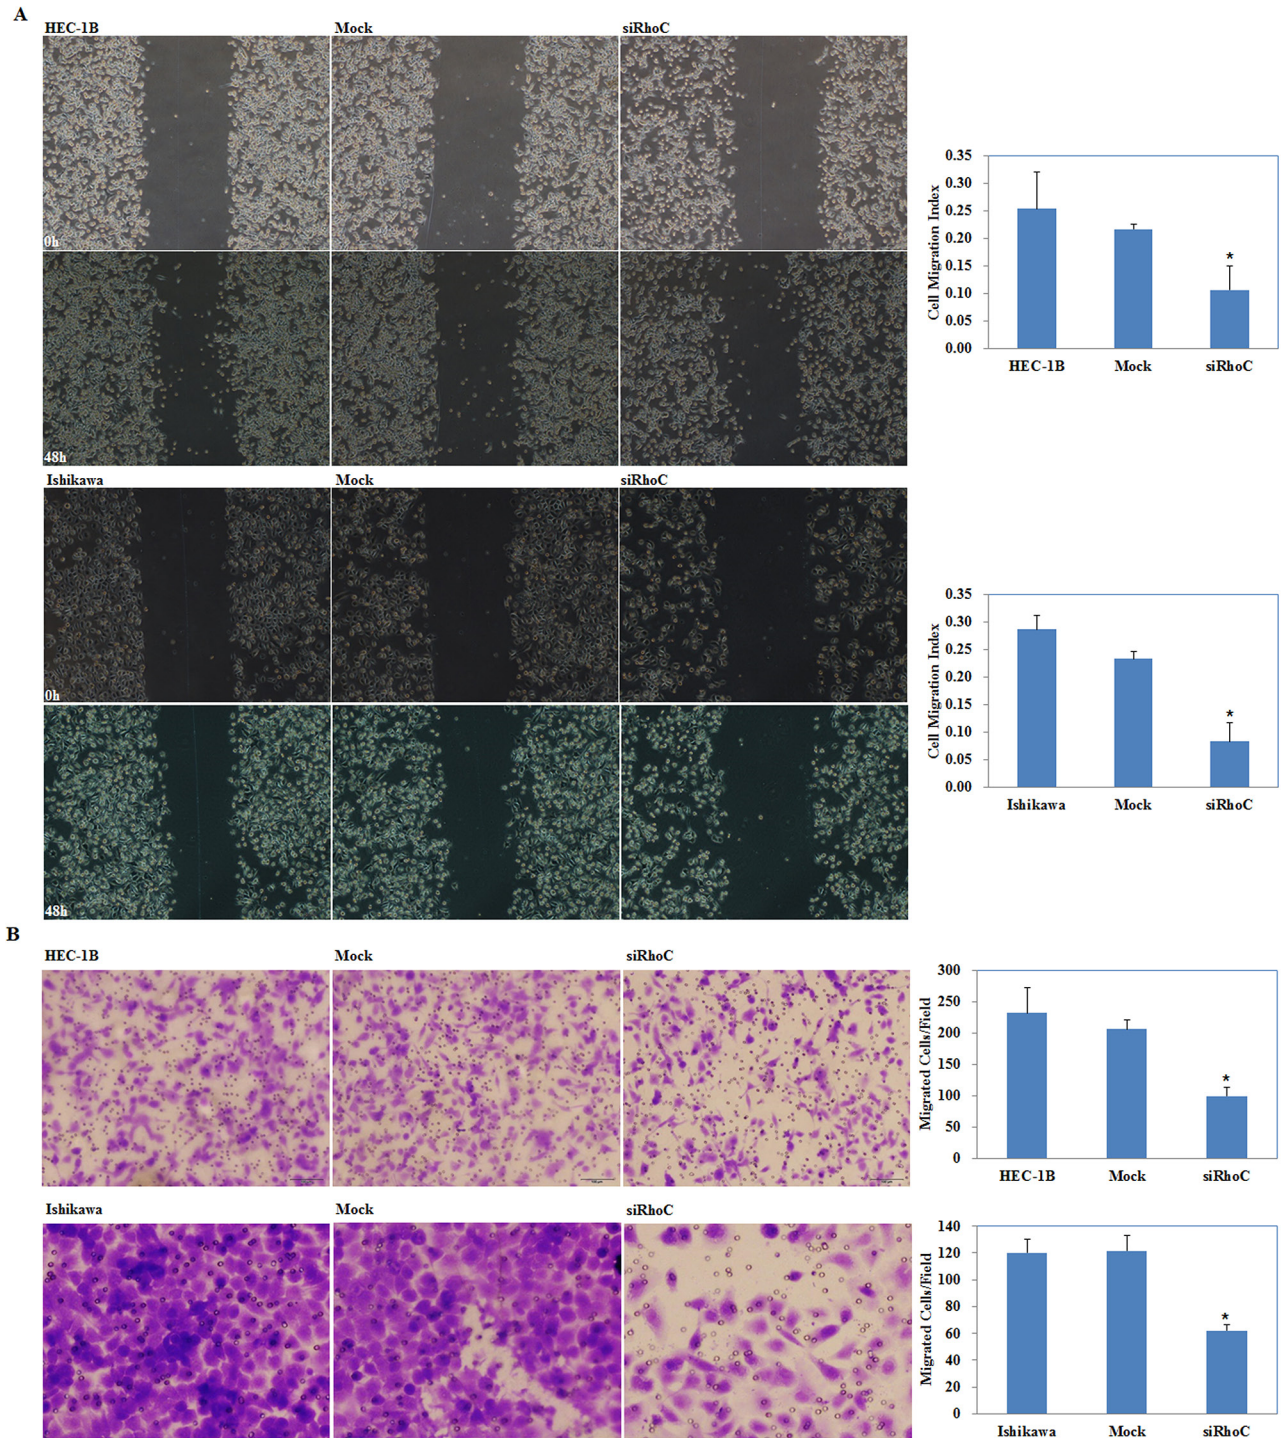 A
HEC-1B Mock siRhoC
0h
48h
0.35
0.30
0.25
0.20
0.15
0.10
0.05
0.00
Cell Migration Index
*
HEC-1B Mock siRhoC
Ishikawa Mock siRhoC
0h
48h
0.35
0.30
0.25
0.20
0.15
0.10
0.05
0.00
Cell Migration Index
*
Ishikawa Mock siRhoC
B
HEC-1B Mock siRhoC
300
250
200
150
100
50
0
Migrated Cells/Field
*
HEC-1B Mock siRhoC
Ishikawa Mock siRhoC
140
120
100
80
60
40
20
0
Migrated Cells/Field
*
Ishikawa Mock siRhoC